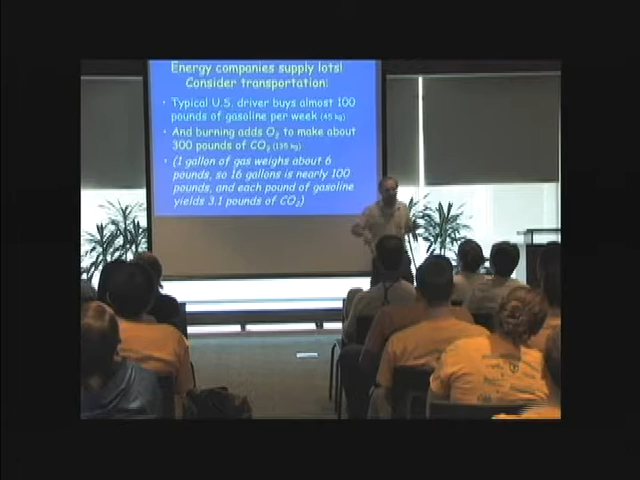 Energy companies supply lots!
Consider transportation:
• Typical U.S. driver buys almost 100
pounds of gasoline per week (45 kg)
• And burning adds O2 to make about
300 pounds of CO2 (135 kg)
• (1 gallon of gas weighs about 6
pounds, so 16 gallons is nearly 100
pounds, and each pound of gasoline
yields 3.1 pounds of CO2)